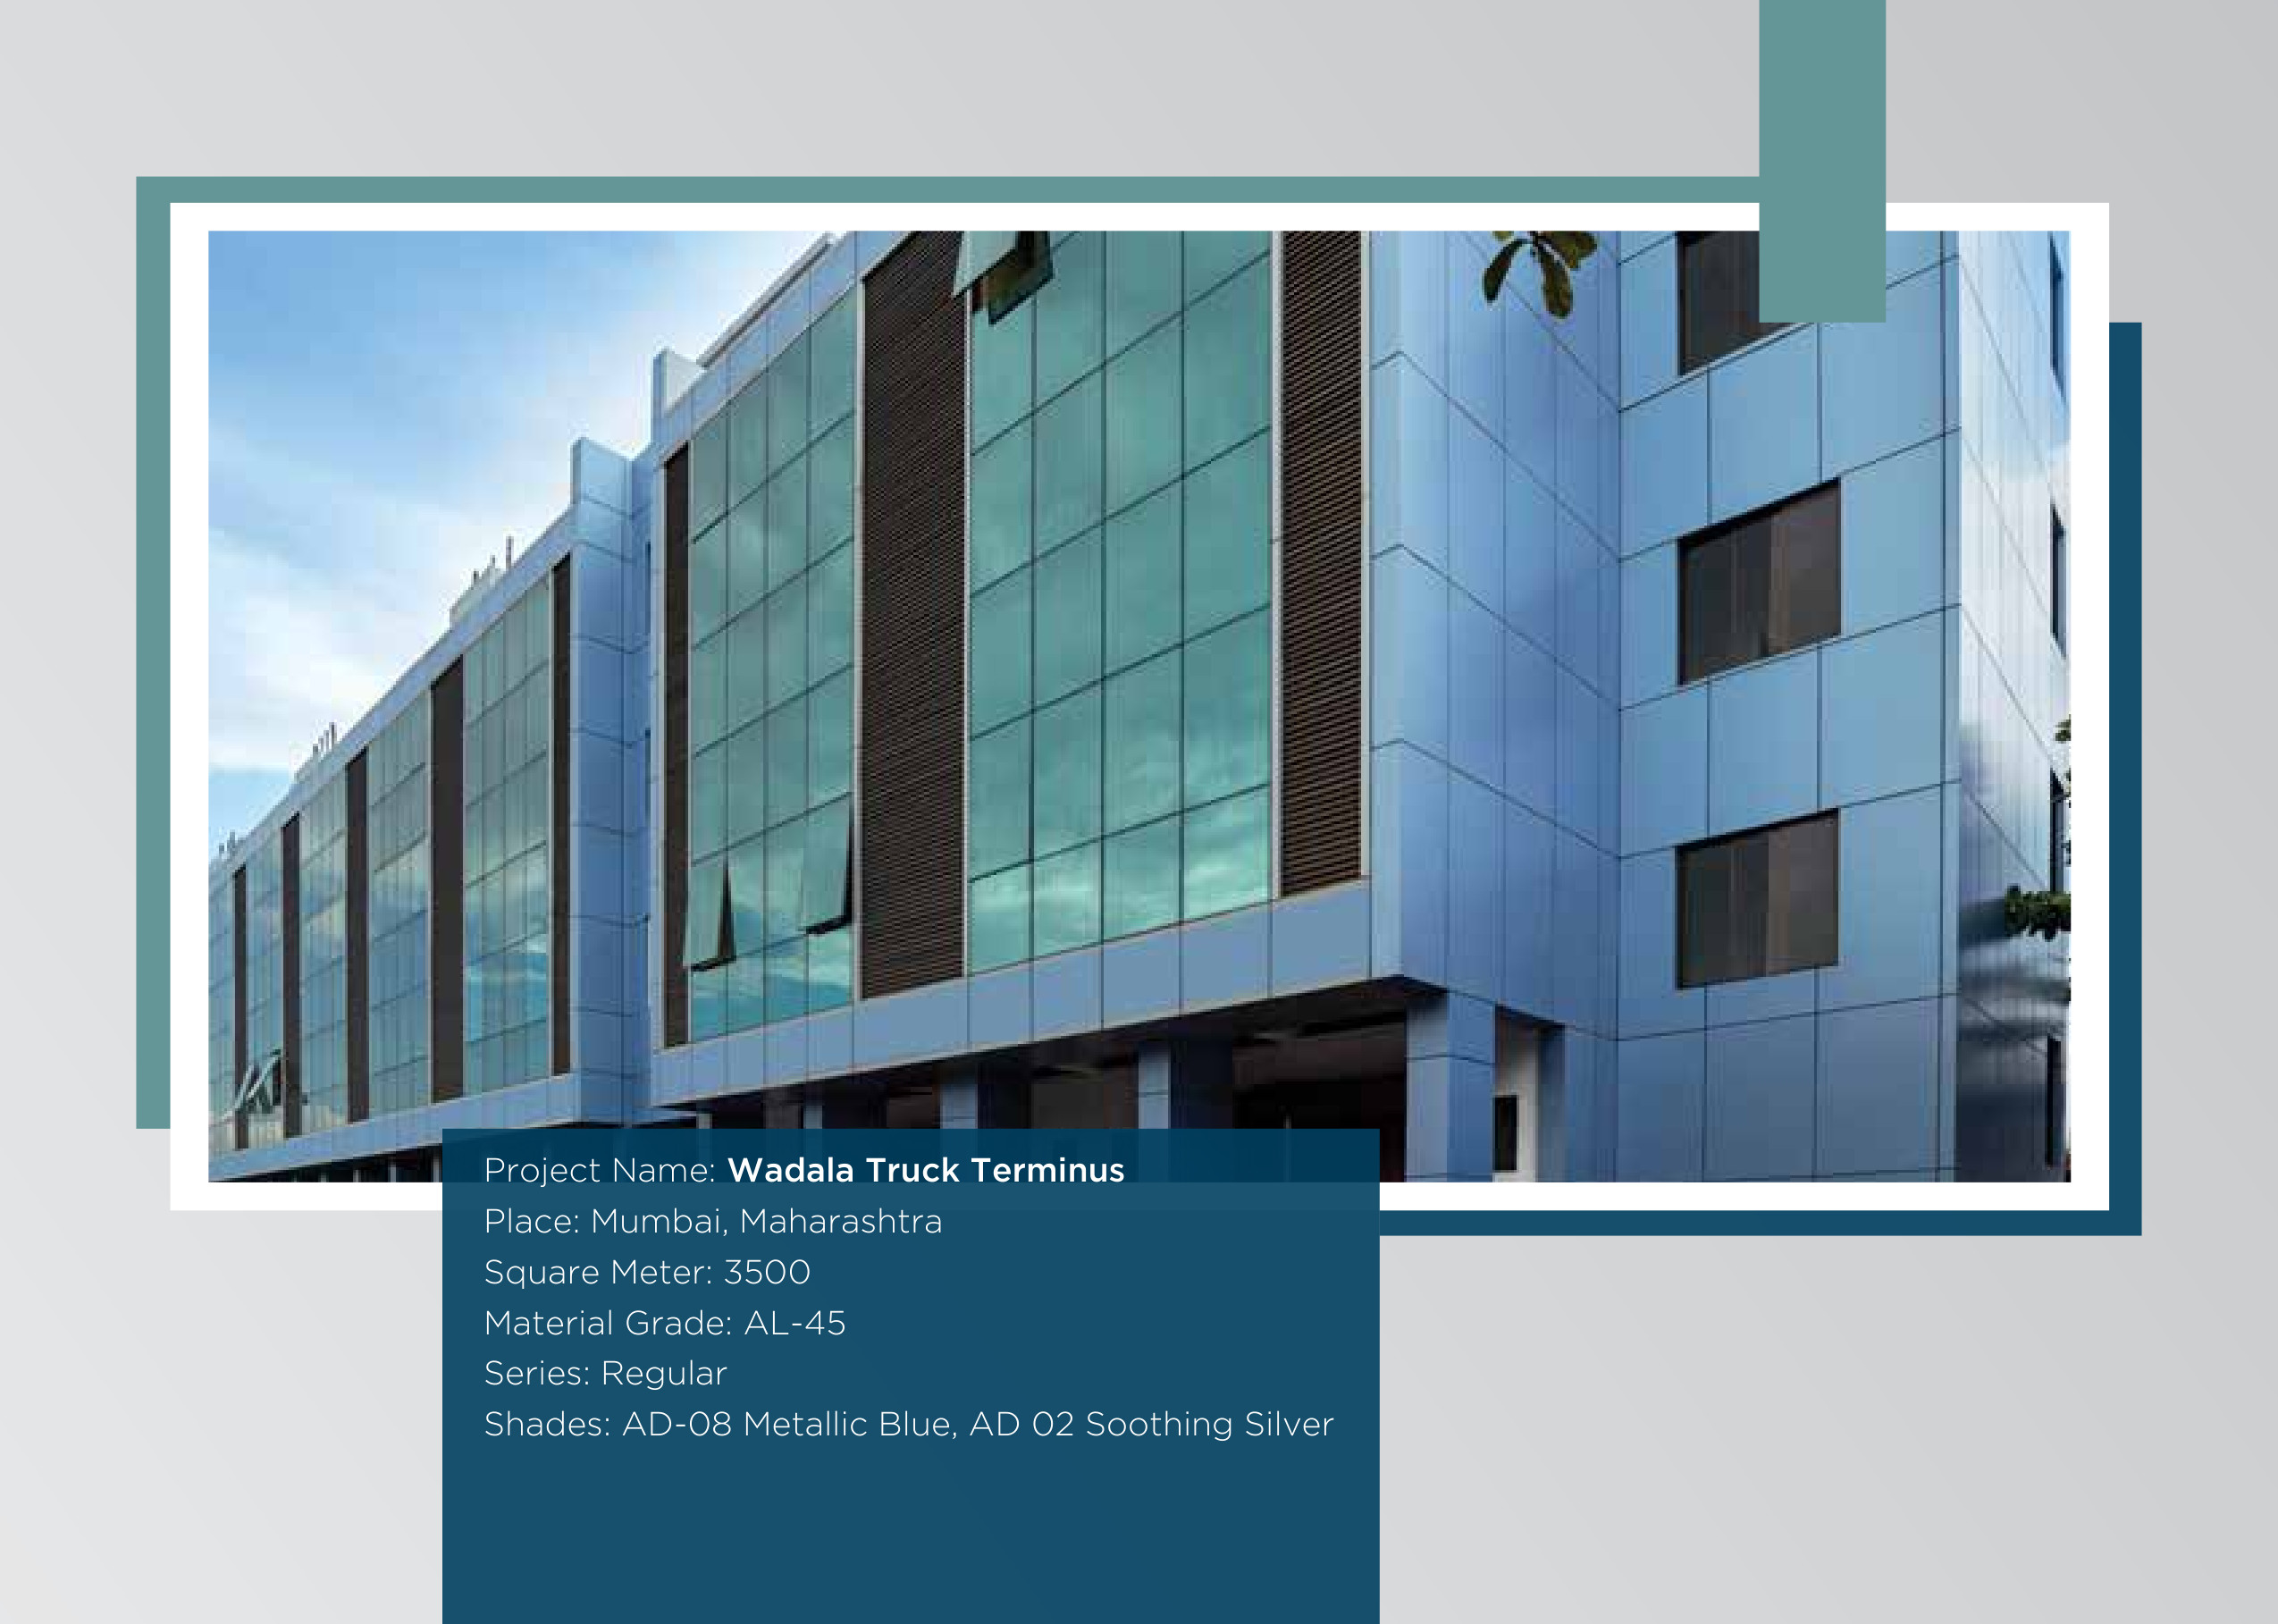 Project Name: Wadala Truck Terminus
Place: Mumbai, Maharashtra
Square Meter: 3500
Material Grade: AL-45
Series: Regular
Shades: AD-08 Metallic Blue, AD 02 Soothing Silver